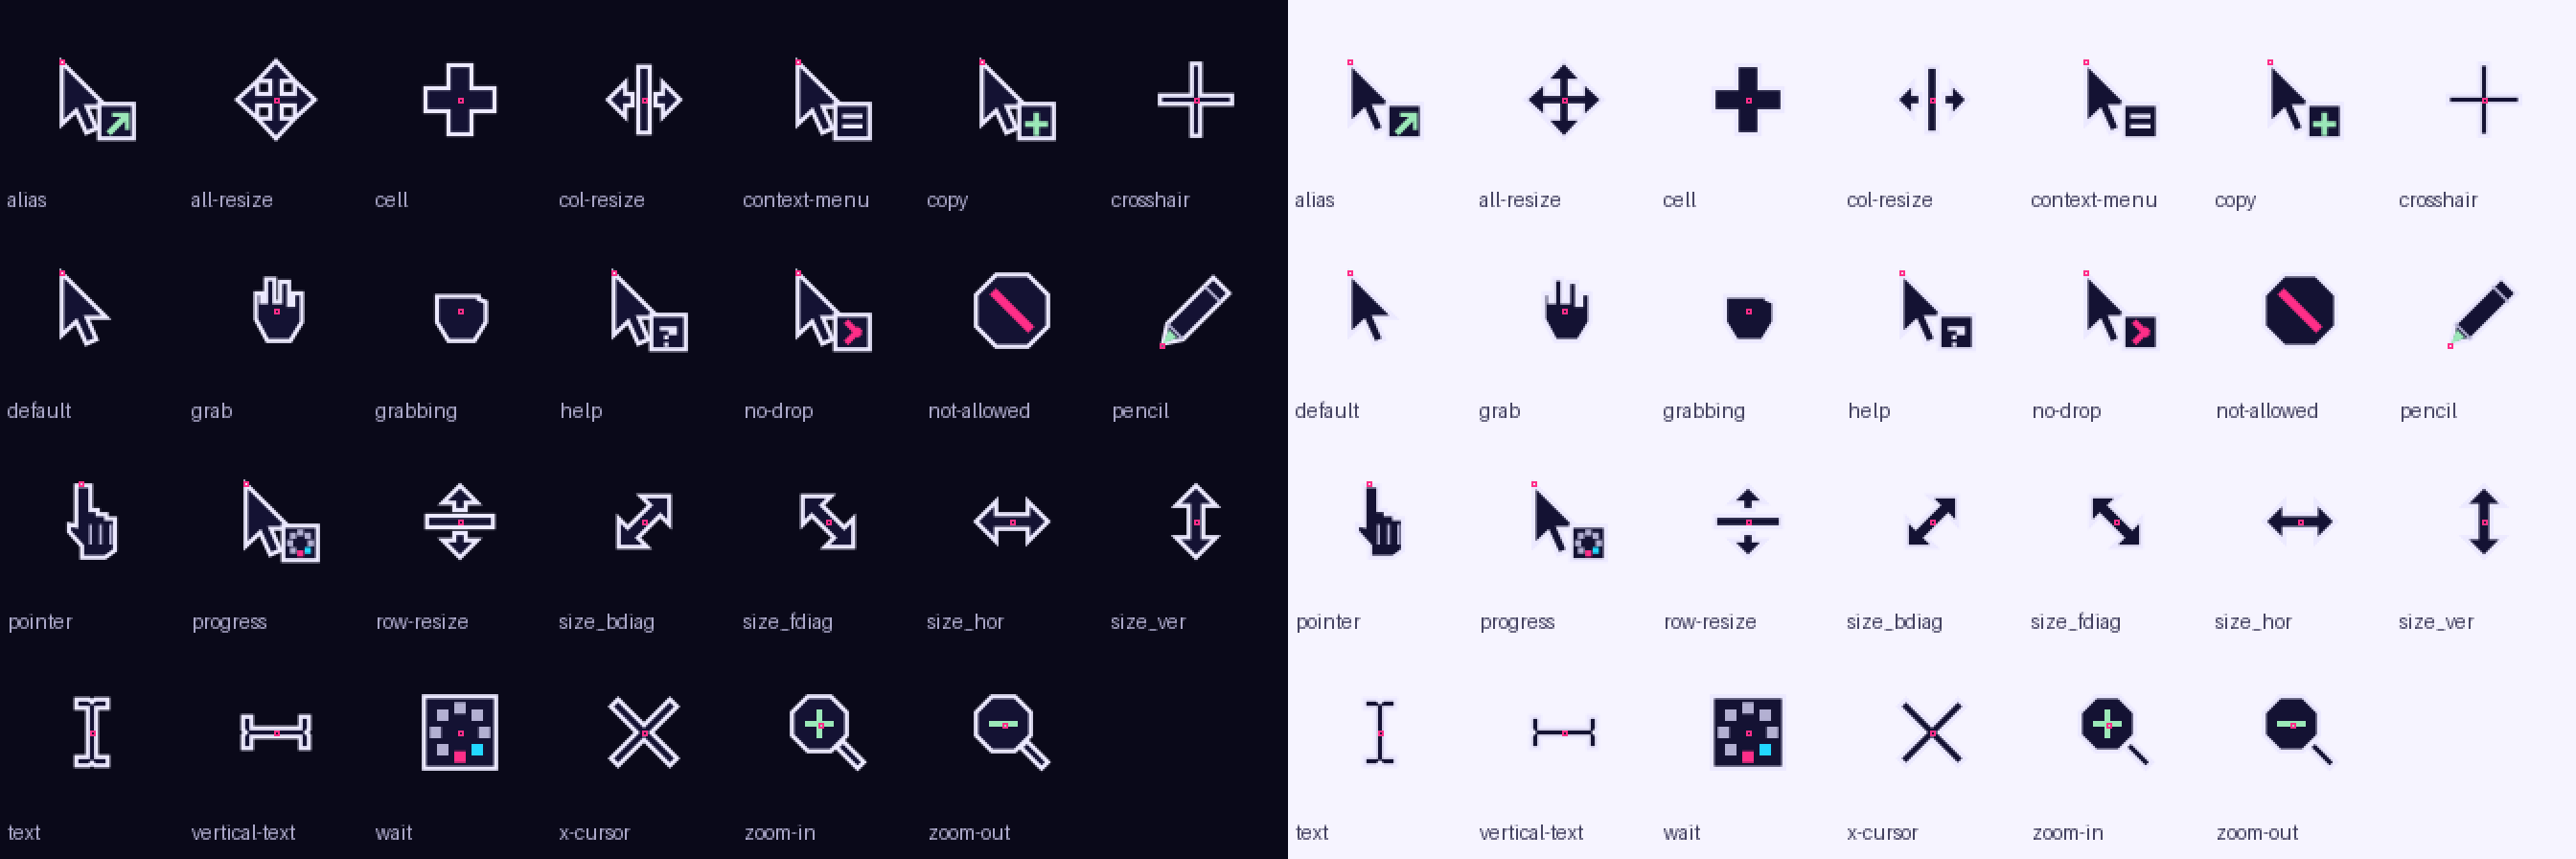 alias all-resize cell col-resize context-menu copy crosshair alias all-resize cell col-resize context-menu copy crosshair
default grab grabbing help no-drop not-allowed pencil default grab grabbing help no-drop not-allowed pencil
pointer progress row-resize size_bdiag size_fdiag size_hor size_ver pointer progress row-resize size_bdiag size_fdiag size_hor size_ver
text vertical-text wait x-cursor zoom-in zoom-out text vertical-text wait x-cursor zoom-in zoom-out